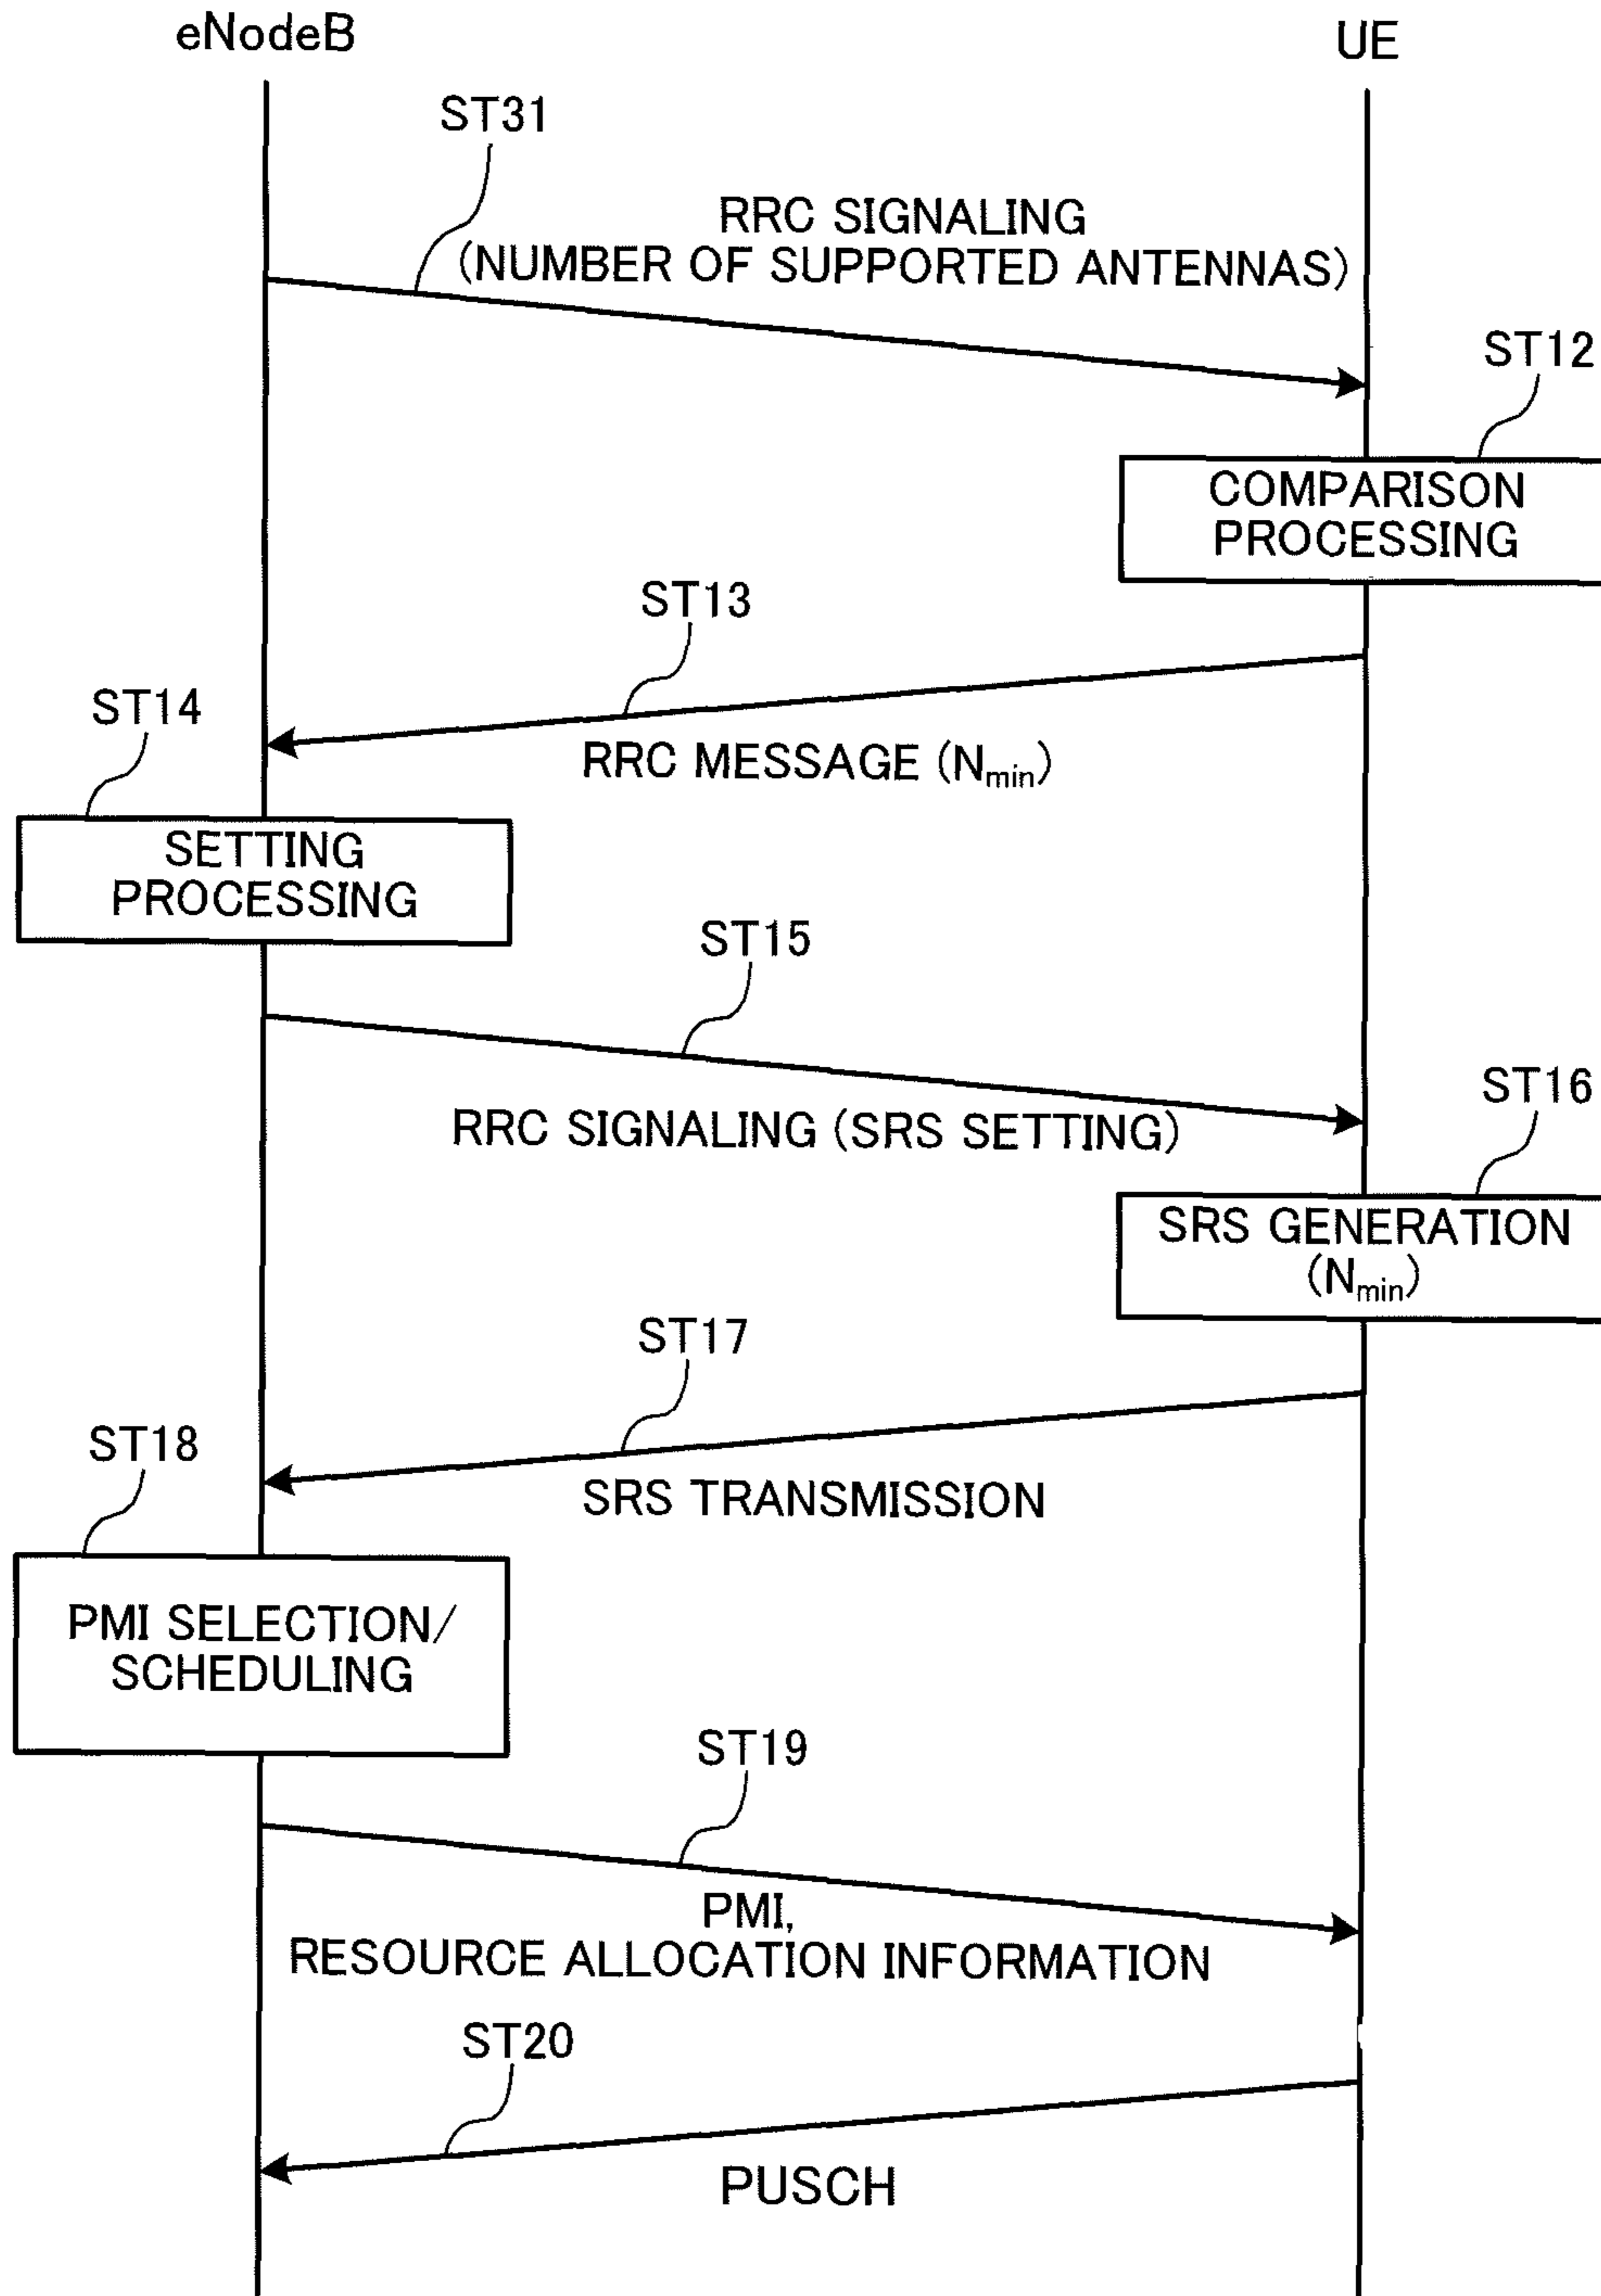 eNodeB
UE
ST31
RRC SIGNALING
(NUMBER OF SUPPORTED ANTENNAS)
ST12
COMPARISON
PROCESSING
ST13
RRC MESSAGE (Nmin)
ST14
SETTING
PROCESSING
ST15
RRC SIGNALING (SRS SETTING)
ST16
SRS GENERATION
(Nmin)
ST17
SRS TRANSMISSION
ST18
PMI SELECTION/
SCHEDULING
ST19
PMI,
RESOURCE ALLOCATION INFORMATION
ST20
PUSCH